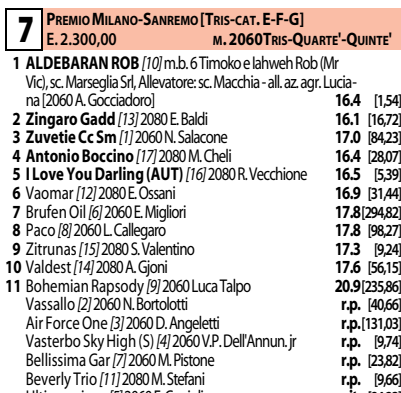 7 PREMIO MILANO-SANREMO [TRIS-CAT. E-F-G]
E. 2.300,00 M. 2060 TRIS-QUARTE'-QUINTE'
1 ALDEBARAN ROB [10] m.b. 6 Timoko e Iahweh Rob (Mr
Vic), sc. Marseglia Srl, Allevatore: sc. Macchia - all. az. agr. Lucia-
na [2060 A. Gocciadoro] 16.4 [1,54]
2 Zingaro Gadd [13] 2080 E. Baldi 16.1 [16,72]
3 Zuvetie Cc Sm [1] 2060 N. Salacone 17.0 [84,23]
4 Antonio Boccino [17] 2080 M. Cheli 16.4 [28,07]
5 I Love You Darling (AUT) [16] 2080 R. Vecchione 16.5 [5,39]
6 Vaomar [12] 2080 E. Ossani 16.9 [31,44]
7 Brufen Oil [6] 2060 E. Migliori 17.8 [294,82]
8 Paco [8] 2060 L. Callegaro 17.8 [98,27]
9 Zitrunas [15] 2080 S. Valentino 17.3 [9,24]
10 Valdest [14] 2080 A. Gjoni 17.6 [56,15]
11 Bohemian Rapsody [9] 2060 Luca Talpo 20.9 [235,86]
Vassallo [2] 2060 N. Bortolotti r.p. [40,66]
Air Force One [3] 2060 D. Angeletti r.p. [131,03]
Vasterbo Sky High (S) [4] 2060 V.P. Dell'Annun. jr r.p. [9,74]
Bellissima Gar [7] 2060 M. Pistone r.p. [23,82]
Beverly Trio [11] 2080 M. Stefani r.p. [9,66]